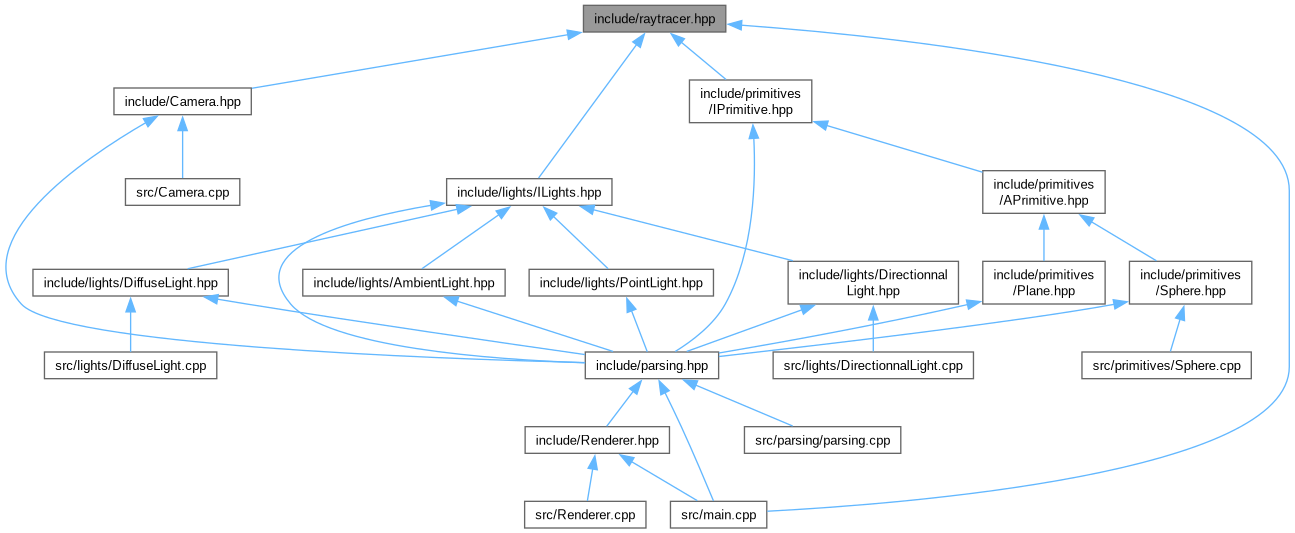 include/raytracer.hpp
include/Camera.hpp
include/primitives
/IPrimitive.hpp
src/Camera.cpp
include/lights/ILights.hpp
include/primitives
/APrimitive.hpp
include/lights/DiffuseLight.hpp
include/lights/AmbientLight.hpp
include/lights/PointLight.hpp
include/lights/Directionnal
Light.hpp
include/primitives
/Plane.hpp
include/primitives
/Sphere.hpp
src/lights/DiffuseLight.cpp
include/parsing.hpp
src/lights/DirectionnalLight.cpp
src/primitives/Sphere.cpp
include/Renderer.hpp
src/parsing/parsing.cpp
src/Renderer.cpp
src/main.cpp